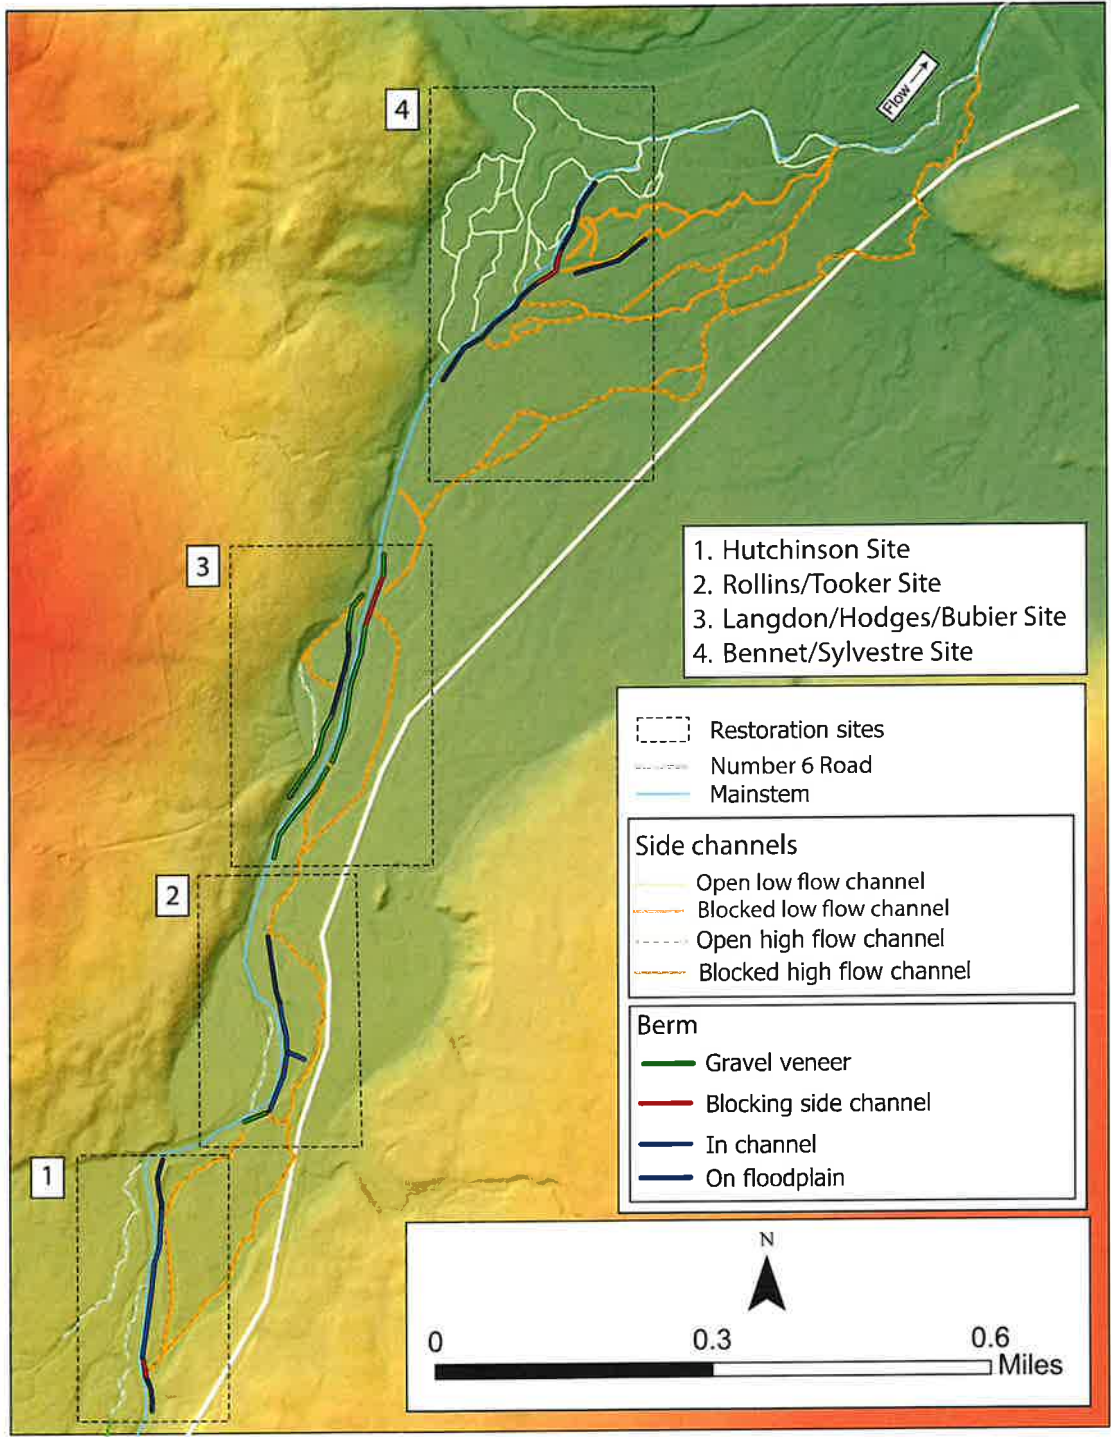 4
Flow →
3
1. Hutchinson Site
2. Rollins/Tooker Site
3. Langdon/Hodges/Bubier Site
4. Bennet/Sylvestre Site
Restoration sites
Number 6 Road
Mainstem
Side channels
Open low flow channel
Blocked low flow channel
Open high flow channel
Blocked high flow channel
2
Berm
Gravel veneer
Blocking side channel
In channel
On floodplain
1
N
0 0.3 0.6
Miles